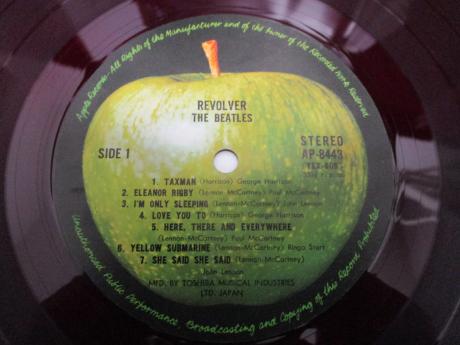 Apple Records-All Rights of the Manufacturer and of the Owner of the Recorded Work Reserved
REVOLVER
THE BEATLES
SIDE 1
STEREO
AP-8443
1. TAXMAN (Harrison) George Harrison
2. ELEANOR RIGBY (Lennon-McCartney) Paul McCartney
3. I'M ONLY SLEEPING (Lennon-McCartney) John Lennon
4. LOVE YOU TO (Harrison) George Harrison
5. HERE, THERE AND EVERYWHERE
(Lennon-McCartney) Paul McCartney
6. YELLOW SUBMARINE (Lennon-McCartney) Ringo Starr
7. SHE SAID SHE SAID (Lennon-McCartney)
John Lennon
MFD. BY TOSHIBA MUSICAL INDUSTRIES
LTD. JAPAN
Unauthorised Public Performance, Broadcasting and Copying of this Record Prohibited